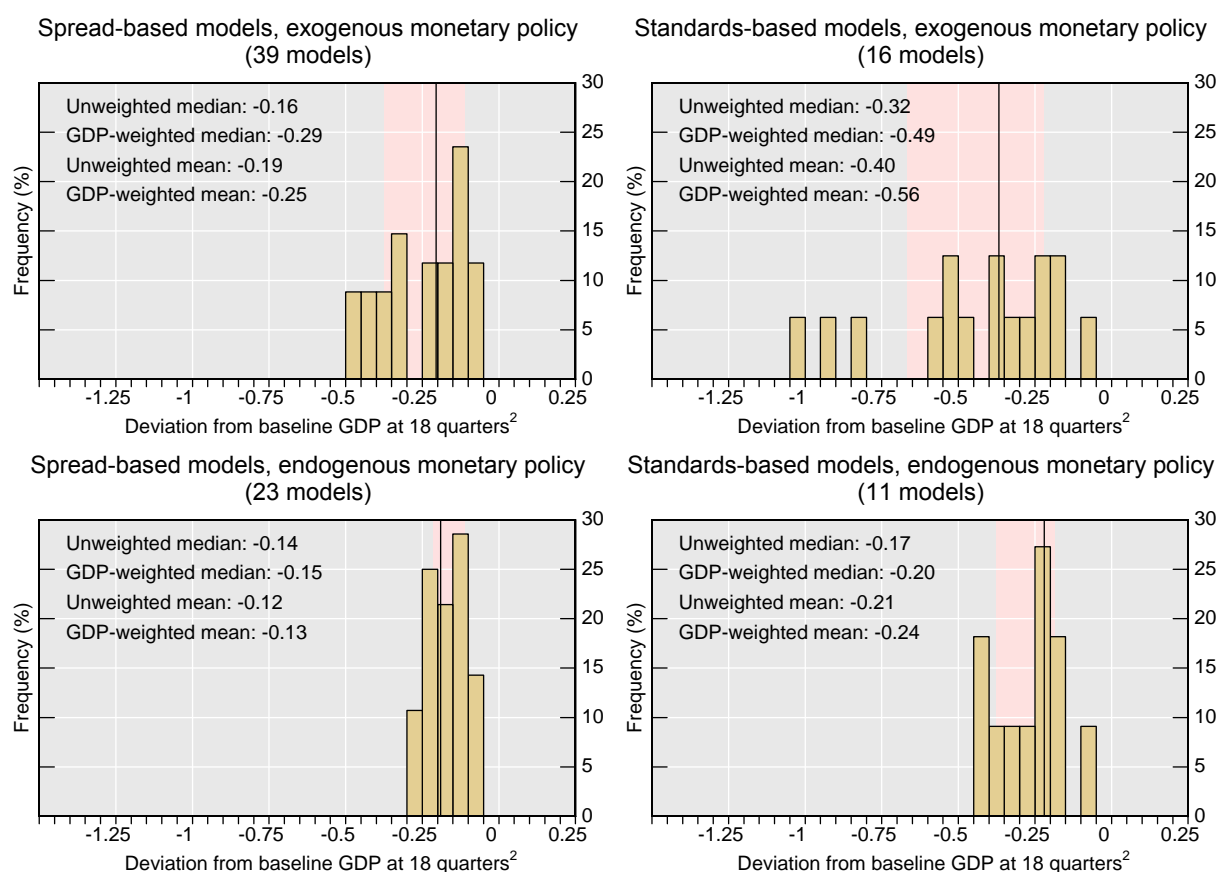 Spread-based models, exogenous monetary policy
(39 models)
Unweighted median: -0.16
GDP-weighted median: -0.29
Unweighted mean: -0.19
GDP-weighted mean: -0.25
Frequency (%)
30
25
20
15
10
5
0
-1.25 -1 -0.75 -0.5 -0.25 0 0.25
Deviation from baseline GDP at 18 quarters²
Standards-based models, exogenous monetary policy
(16 models)
Unweighted median: -0.32
GDP-weighted median: -0.49
Unweighted mean: -0.40
GDP-weighted mean: -0.56
Frequency (%)
30
25
20
15
10
5
0
-1.25 -1 -0.75 -0.5 -0.25 0 0.25
Deviation from baseline GDP at 18 quarters²
Spread-based models, endogenous monetary policy
(23 models)
Unweighted median: -0.14
GDP-weighted median: -0.15
Unweighted mean: -0.12
GDP-weighted mean: -0.13
Frequency (%)
30
25
20
15
10
5
0
-1.25 -1 -0.75 -0.5 -0.25 0 0.25
Deviation from baseline GDP at 18 quarters²
Standards-based models, endogenous monetary policy
(11 models)
Unweighted median: -0.17
GDP-weighted median: -0.20
Unweighted mean: -0.21
GDP-weighted mean: -0.24
Frequency (%)
30
25
20
15
10
5
0
-1.25 -1 -0.75 -0.5 -0.25 0 0.25
Deviation from baseline GDP at 18 quarters²